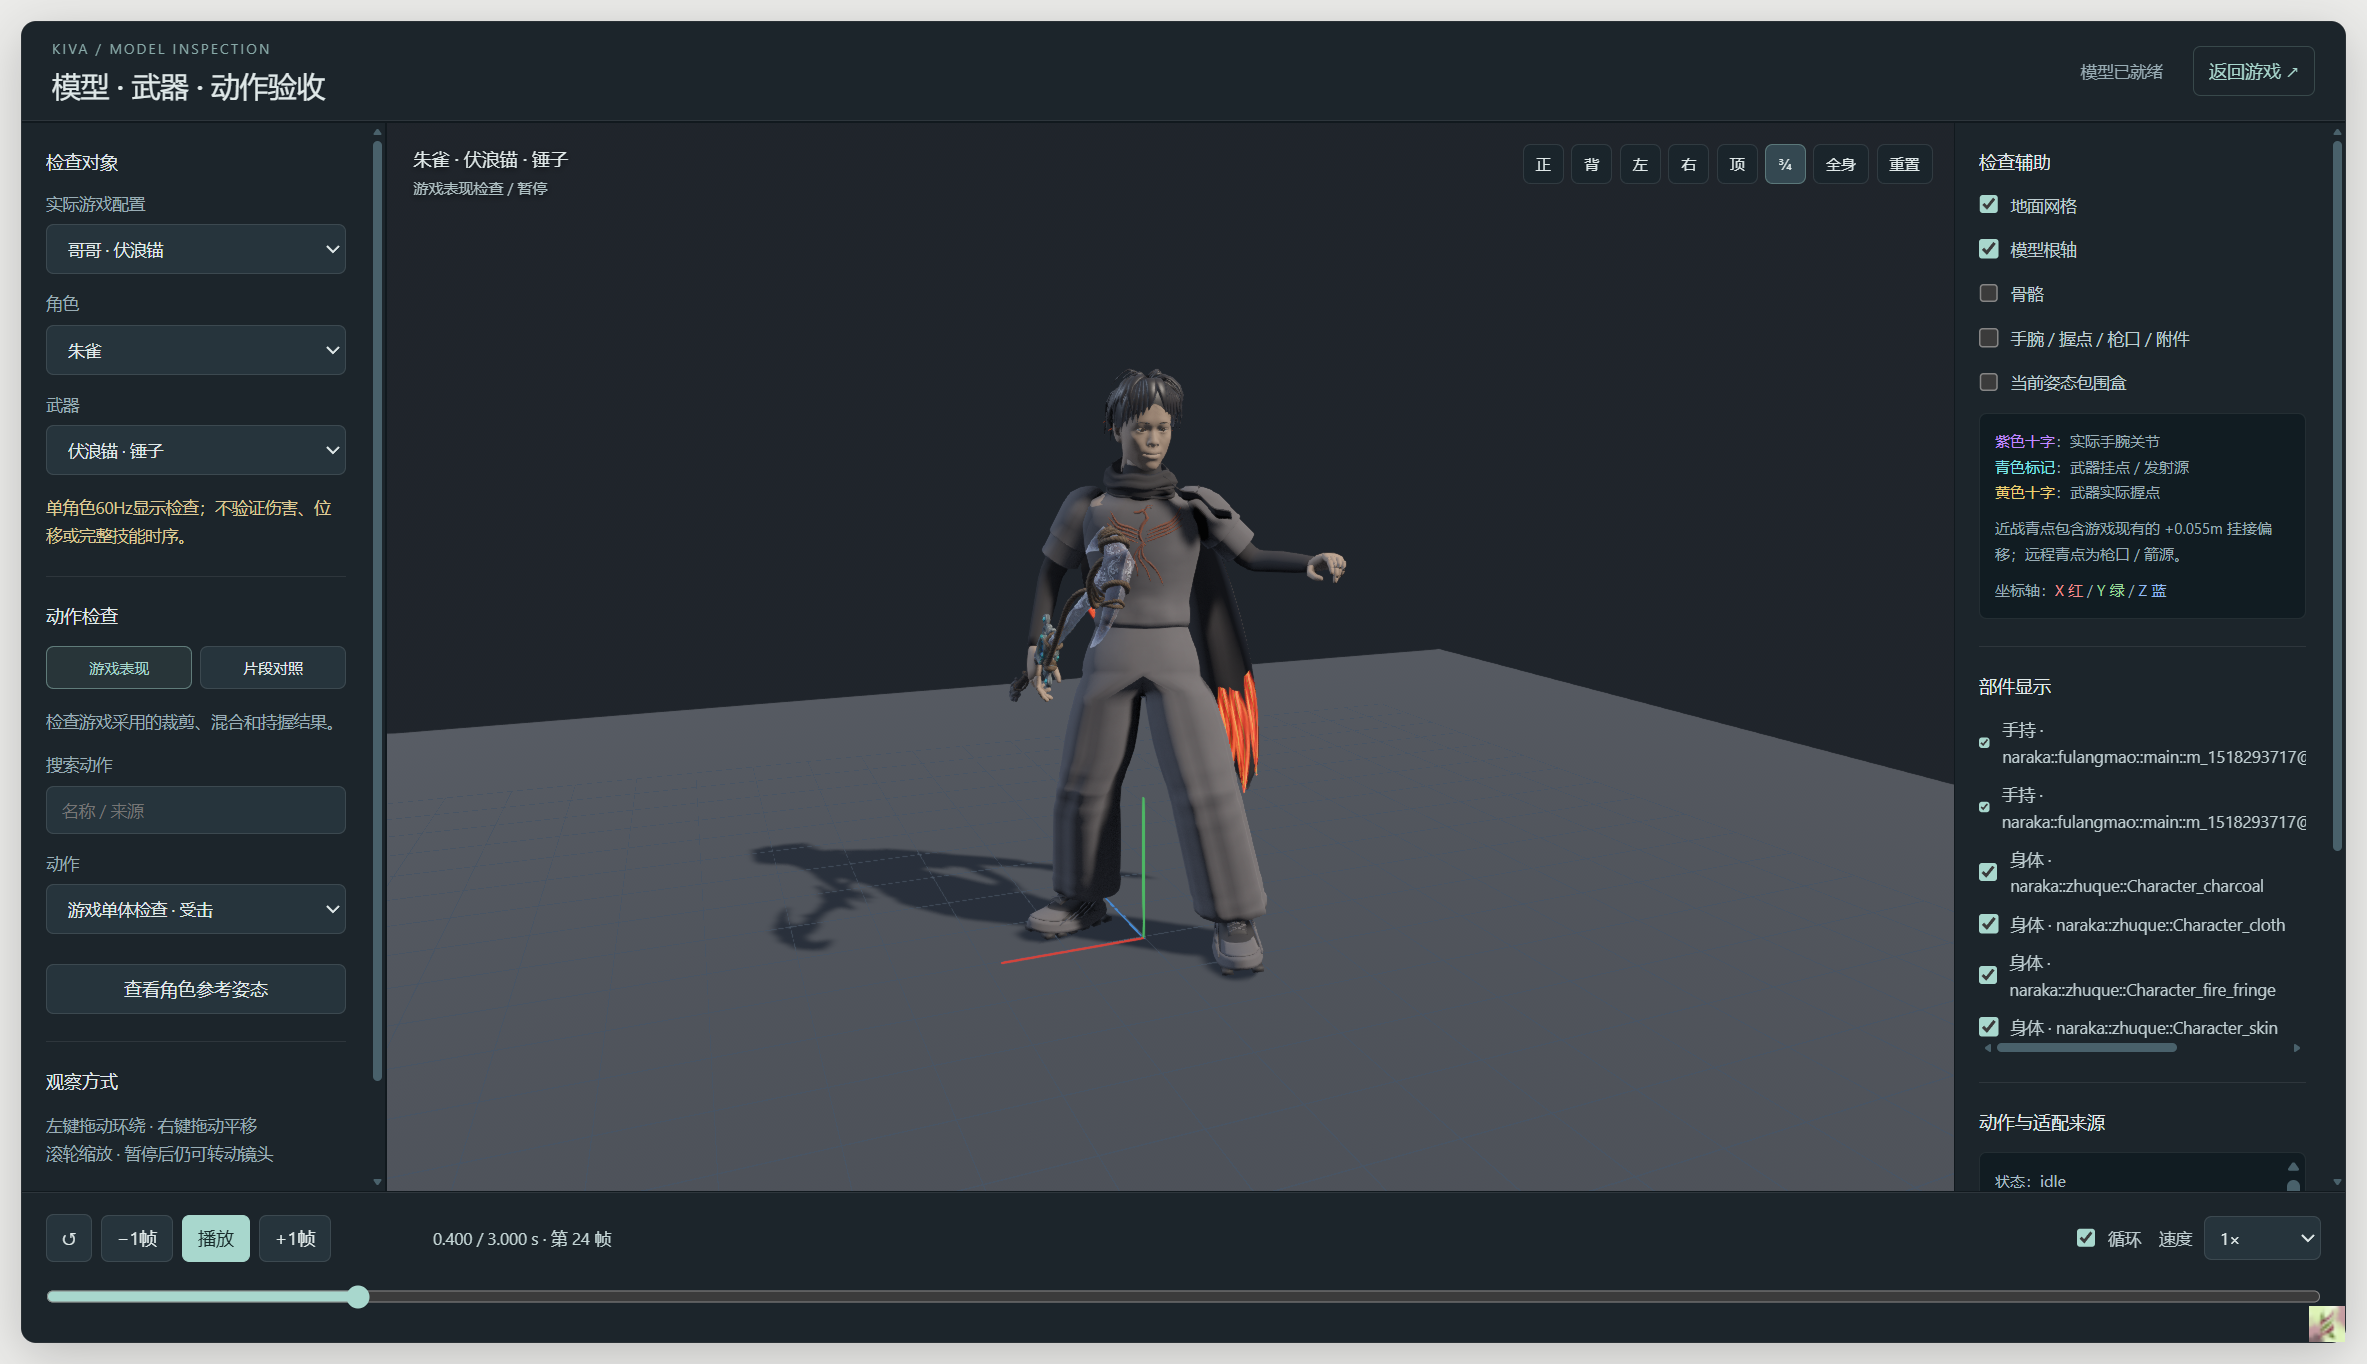 KIVA / MODEL INSPECTION
模型 · 武器 · 动作验收
模型已就绪
返回游戏 ↗
检查对象
实际游戏配置
哥哥 · 伏浪锚
角色
朱雀
武器
伏浪锚 · 锤子
单角色60Hz显示检查；不验证伤害、位
移或完整技能时序。
动作检查
游戏表现
片段对照
检查游戏采用的裁剪、混合和持握结果。
搜索动作
名称 / 来源
动作
游戏单体检查 · 受击
查看角色参考姿态
观察方式
左键拖动环绕 · 右键拖动平移
滚轮缩放 · 暂停后仍可转动镜头
朱雀 · 伏浪锚 · 锤子
游戏表现检查 / 暂停
正 背 左 右 顶 ¾ 全身 重置
检查辅助
地面网格
模型根轴
骨骼
手腕 / 握点 / 枪口 / 附件
当前姿态包围盒
紫色十字：实际手腕关节
青色标记：武器挂点 / 发射源
黄色十字：武器实际握点
近战青点包含游戏现有的 +0.055m 挂接偏
移；远程青点为枪口 / 箭源。
坐标轴：X 红 / Y 绿 / Z 蓝
部件显示
手持 ·
naraka::fulangmao::main::m_1518293717@
手持 ·
naraka::fulangmao::main::m_1518293717@
身体 ·
naraka::zhuque::Character_charcoal
身体 · naraka::zhuque::Character_cloth
身体 ·
naraka::zhuque::Character_fire_fringe
身体 · naraka::zhuque::Character_skin
动作与适配来源
状态：idle
↺ −1帧 播放 +1帧
0.400 / 3.000 s · 第 24 帧
循环 速度 1×